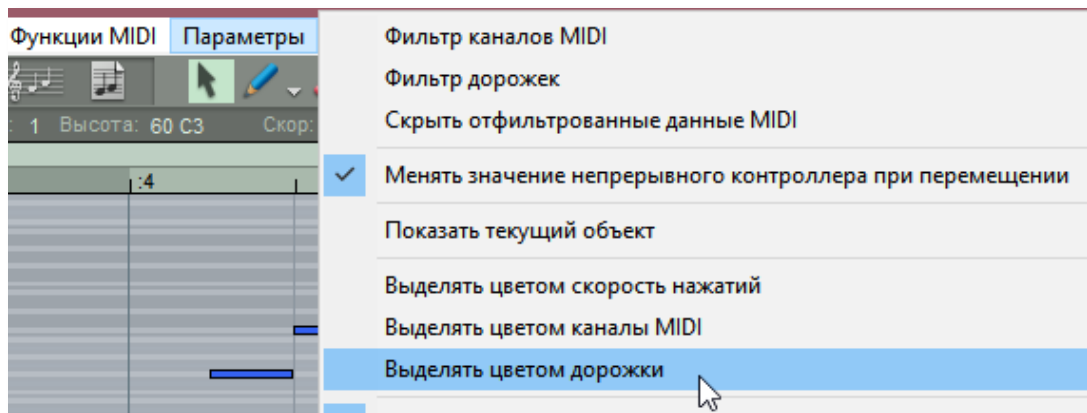 Функции MIDI Параметры
: 1 Высота: 60 C3 Скор:
:4
Фильтр каналов MIDI
Фильтр дорожек
Скрыть отфильтрованные данные MIDI
Менять значение непрерывного контроллера при перемещении
Показать текущий объект
Выделять цветом скорость нажатий
Выделять цветом каналы MIDI
Выделять цветом дорожки